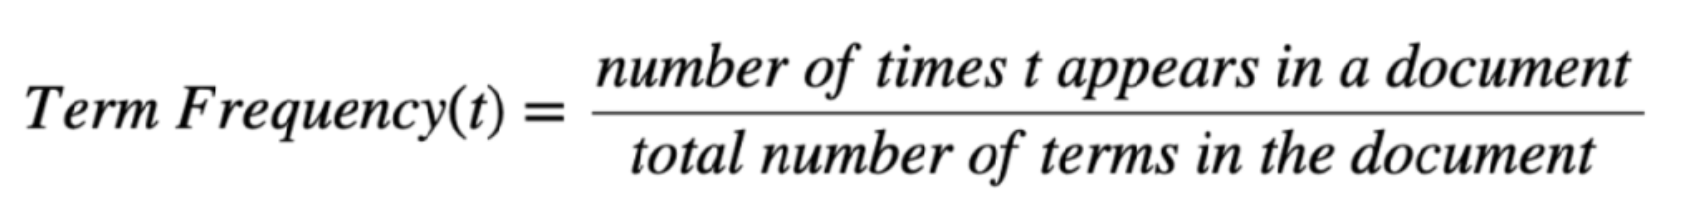 Term Frequency(t) = number of times t appears in a document
total number of terms in the document